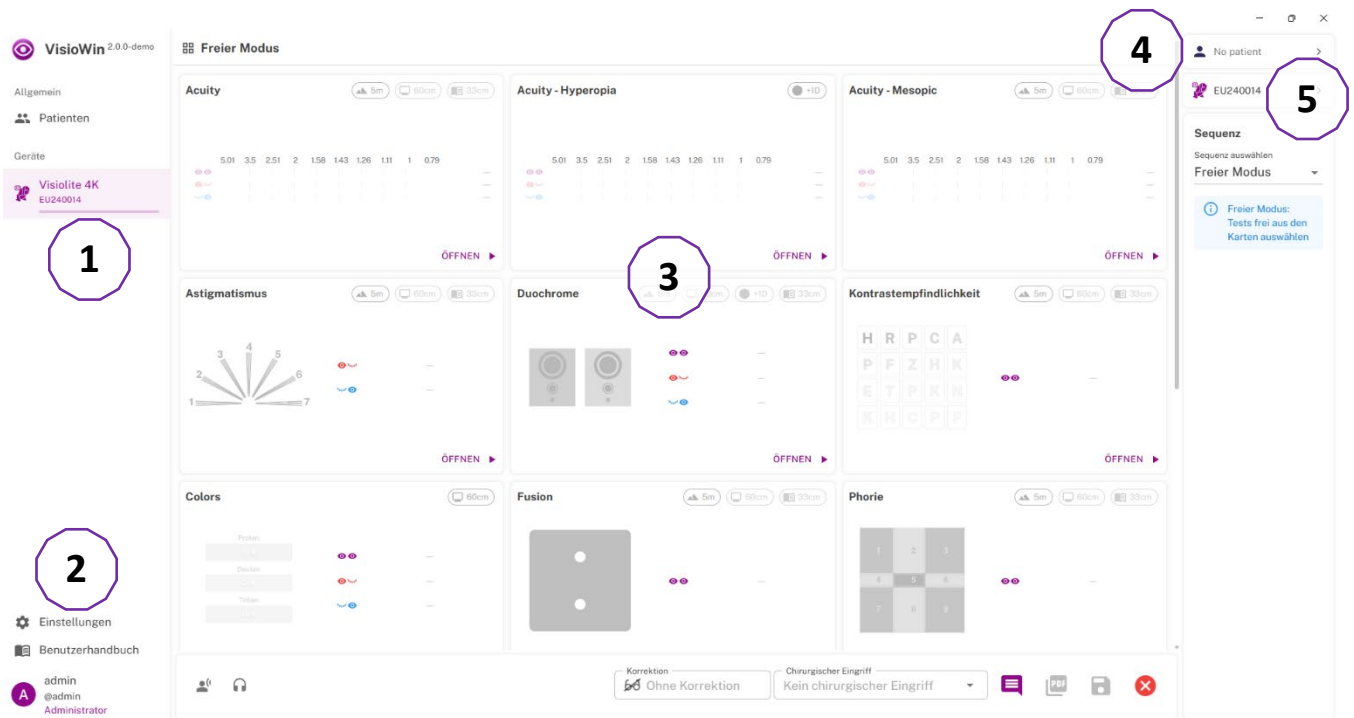 VisioWin 2.0.0-demo
Freier Modus
4
No patient
Allgemein
Patienten
Geräte
Visiolite 4K
EU240014
1
2
Einstellungen
Benutzerhandbuch
A
admin
@admin
Administrator
Acuity
5m
60cm
33cm
5.01 3.5 2.51 2 1.58 1.43 1.26 1.11 1 0.79
ÖFFNEN
Acuity - Hyperopia
+1D
5.01 3.5 2.51 2 1.58 1.43 1.26 1.11 1 0.79
ÖFFNEN
Acuity - Mesopic
5m
60cm
5.01 3.5 2.51 2 1.58 1.43 1.26 1.11 1 0.79
ÖFFNEN
Astigmatismus
5m
60cm
33cm
1 2 3 4 5 6 7
ÖFFNEN
Duochrome
3
5m
+1D
33cm
ÖFFNEN
Kontrastempfindlichkeit
5m
60cm
33cm
H R P C A
P F Z H K
E T P K N
K H C P P
ÖFFNEN
Colors
60cm
Protan
Deutan
Tritan
Fusion
5m
60cm
33cm
Phorie
5m
60cm
33cm
1 2 3
4 5 6
7 8 9
Korrektion
Ohne Korrektion
Chirurgischer Eingriff
Kein chirurgischer Eingriff
PDF
EU240014
5
Sequenz
Sequenz auswählen
Freier Modus
Freier Modus:
Tests frei aus den
Karten auswählen